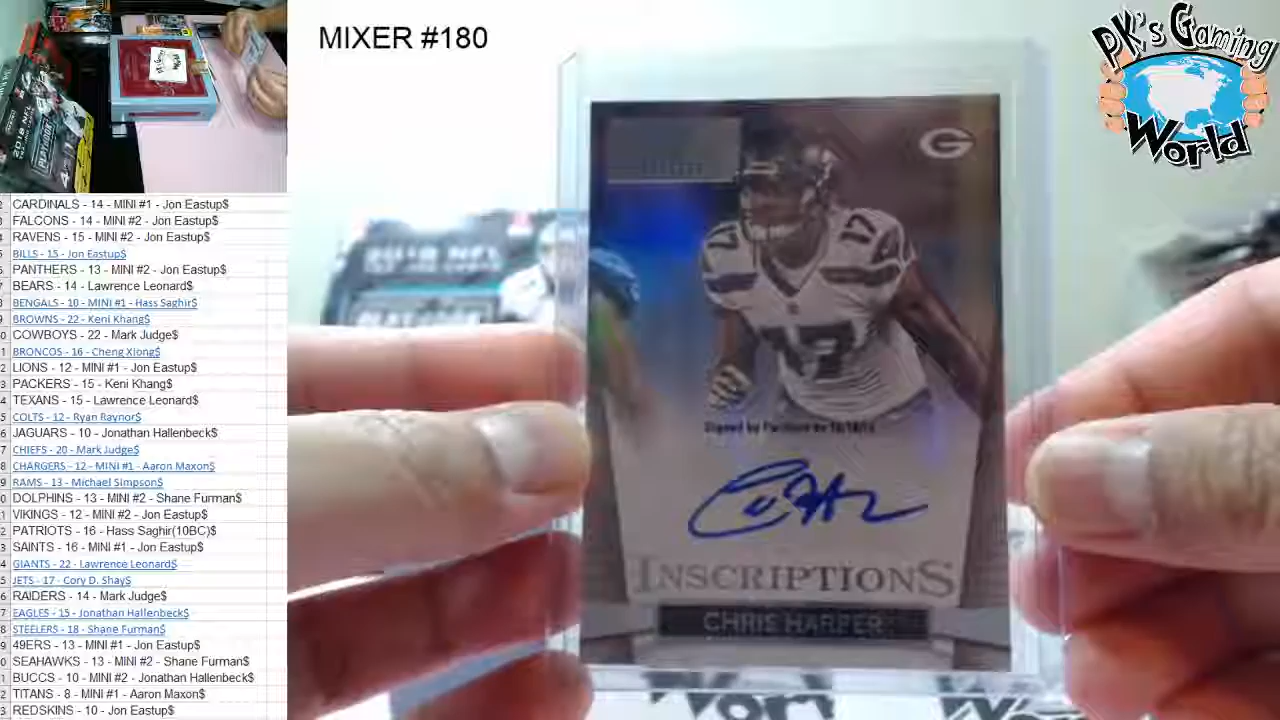 MIXER #180
PK's Gaming
World
CARDINALS - 14 - MINI #1 - Jon Eastup$
FALCONS - 14 - MINI #2 - Jon Eastup$
RAVENS - 15 - MINI #2 - Jon Eastup$
BILLS - 15 - Jon Eastup$
PANTHERS - 13 - MINI #2 - Jon Eastup$
BEARS - 14 - Lawrence Leonard$
BENGALS - 10 - MINI #1 - Hass Saghir$
BROWNS - 22 - Keni Khang$
COWBOYS - 22 - Mark Judge$
BRONCOS - 16 - Cheng Xiong$
LIONS - 12 - MINI #1 - Jon Eastup$
PACKERS - 15 - Keni Khang$
TEXANS - 15 - Lawrence Leonard$
COLTS - 12 - Ryan Raynor$
JAGUARS - 10 - Jonathan Hallenbeck$
CHIEFS - 20 - Mark Judge$
CHARGERS - 12 - MINI #1 - Aaron Maxon$
RAMS - 13 - Michael Simpson$
DOLPHINS - 13 - MINI #2 - Shane Furman$
VIKINGS - 12 - MINI #2 - Jon Eastup$
PATRIOTS - 16 - Hass Saghir(10BC)$
SAINTS - 16 - MINI #1 - Jon Eastup$
GIANTS - 22 - Lawrence Leonard$
JETS - 17 - Cory D. Shay$
RAIDERS - 14 - Mark Judge$
EAGLES - 15 - Jonathan Hallenbeck$
STEELERS - 18 - Shane Furman$
49ERS - 13 - MINI #1 - Jon Eastup$
SEAHAWKS - 13 - MINI #2 - Shane Furman$
BUCCS - 10 - MINI #2 - Jonathan Hallenbeck$
TITANS - 8 - MINI #1 - Aaron Maxon$
REDSKINS - 10 - Jon Eastup$
2018 NFL
G
17
17
17
Signed by
INSCRIPTIONS
CHRIS HARPER